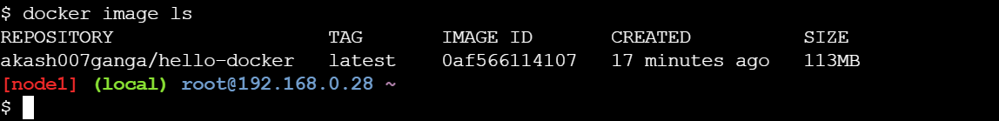 $ docker image ls
REPOSITORY TAG IMAGE ID CREATED SIZE
akash007ganga/hello-docker latest 0af566114107 17 minutes ago 113MB
[node1] (local) root@192.168.0.28 ~
$